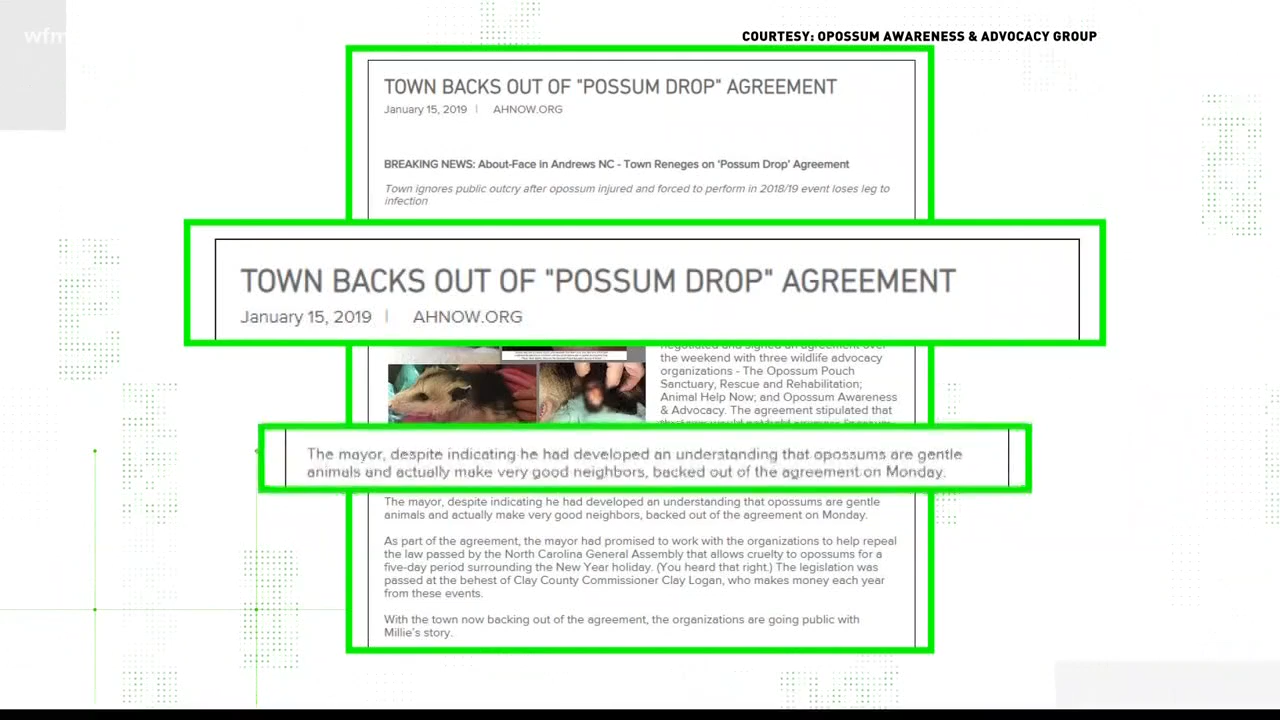 wfm
COURTESY: OPOSSUM AWARENESS & ADVOCACY GROUP
TOWN BACKS OUT OF "POSSUM DROP" AGREEMENT
January 15, 2019 | AHNOW.ORG
BREAKING NEWS: About-Face in Andrews NC - Town Reneges on 'Possum Drop' Agreement
Town ignores public outcry after opossum injured and forced to perform in 2018/19 event loses leg to
infection
TOWN BACKS OUT OF "POSSUM DROP" AGREEMENT
January 15, 2019 | AHNOW.ORG
negotiated and signed an agreement over
the weekend with three wildlife advocacy
organizations - The Opossum Pouch
Sanctuary, Rescue and Rehabilitation;
Animal Help Now; and Opossum Awareness
& Advocacy. The agreement stipulated that
The mayor, despite indicating he had developed an understanding that opossums are gentle
animals and actually make very good neighbors, backed out of the agreement on Monday.
The mayor, despite indicating he had developed an understanding that opossums are gentle
animals and actually make very good neighbors, backed out of the agreement on Monday.
As part of the agreement, the mayor had promised to work with the organizations to help repeal
the law passed by the North Carolina General Assembly that allows cruelty to opossums for a
five-day period surrounding the New Year holiday. (You heard that right.) The legislation was
passed at the behest of Clay County Commissioner Clay Logan, who makes money each year
from these events.
With the town now backing out of the agreement, the organizations are going public with
Millie's story.